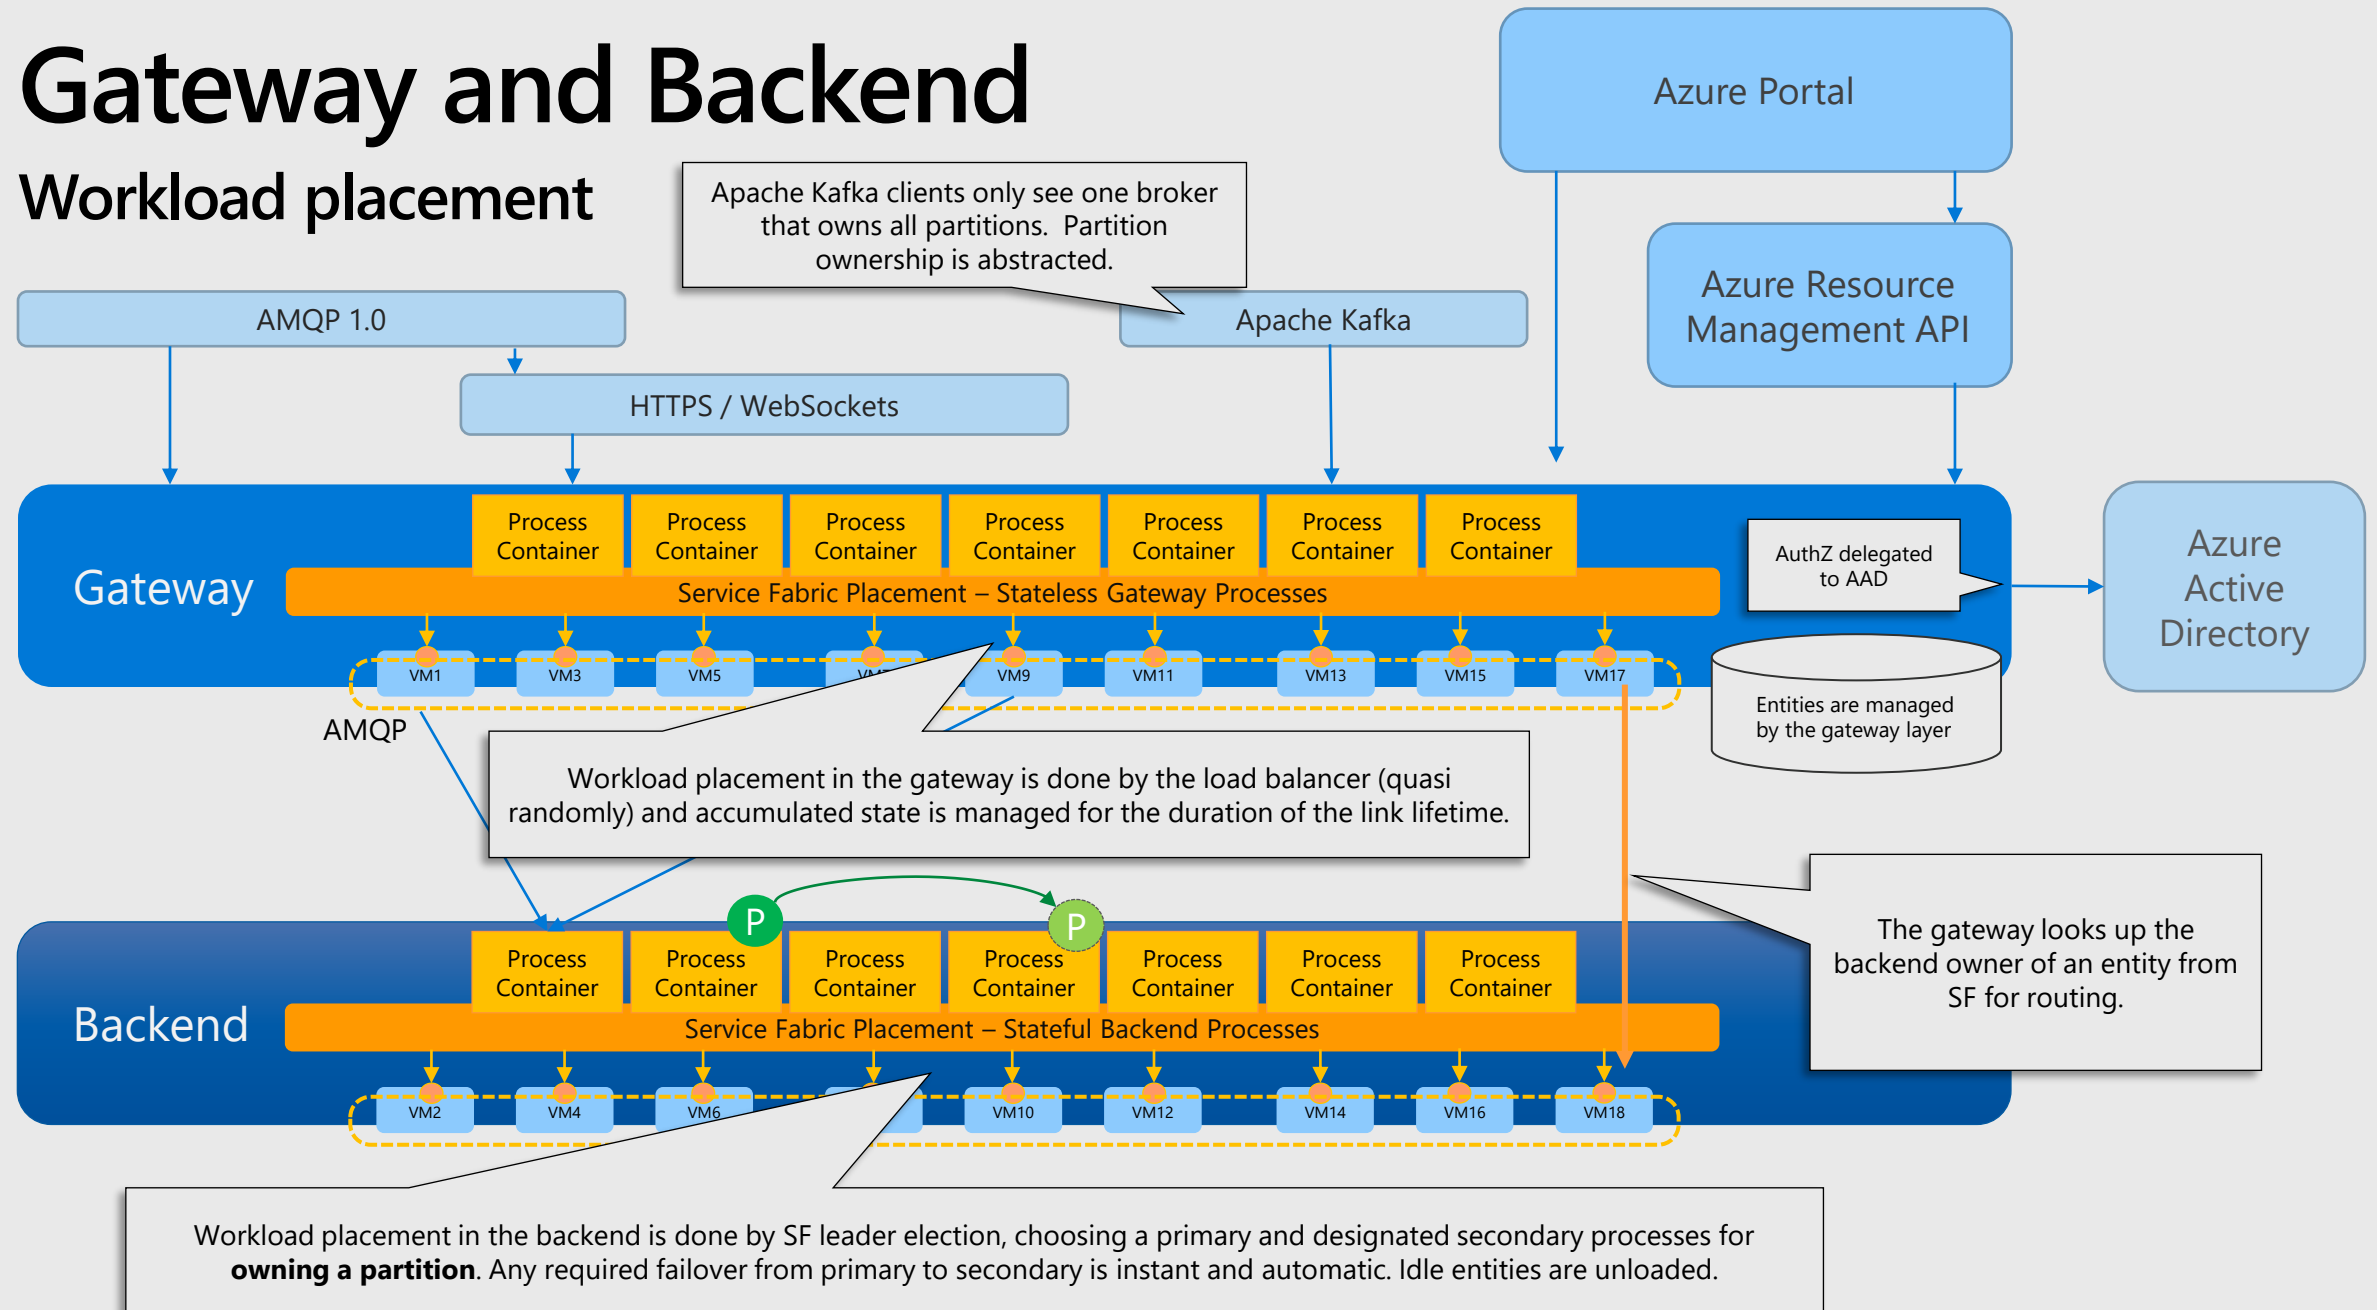 Gateway and Backend
Workload placement
Azure Portal
Apache Kafka clients only see one broker
that owns all partitions.  Partition
ownership is abstracted.
Azure Resource
Management API
AMQP 1.0
Apache Kafka
HTTPS / WebSockets
Gateway
Process
Container
Process
Container
Process
Container
Process
Container
Process
Container
Process
Container
Process
Container
Service Fabric Placement – Stateless Gateway Processes
AuthZ delegated
to AAD
Azure
Active
Directory
VM1
VM3
VM5
VM9
VM11
VM13
VM15
VM17
Entities are managed
by the gateway layer
AMQP
Workload placement in the gateway is done by the load balancer (quasi
randomly) and accumulated state is managed for the duration of the link lifetime.
The gateway looks up the
backend owner of an entity from
SF for routing.
P
P
Backend
Process
Container
Process
Container
Process
Container
Process
Container
Process
Container
Process
Container
Process
Container
Service Fabric Placement – Stateful Backend Processes
VM2
VM4
VM6
VM10
VM12
VM14
VM16
VM18
Workload placement in the backend is done by SF leader election, choosing a primary and designated secondary processes for
owning a partition. Any required failover from primary to secondary is instant and automatic. Idle entities are unloaded.